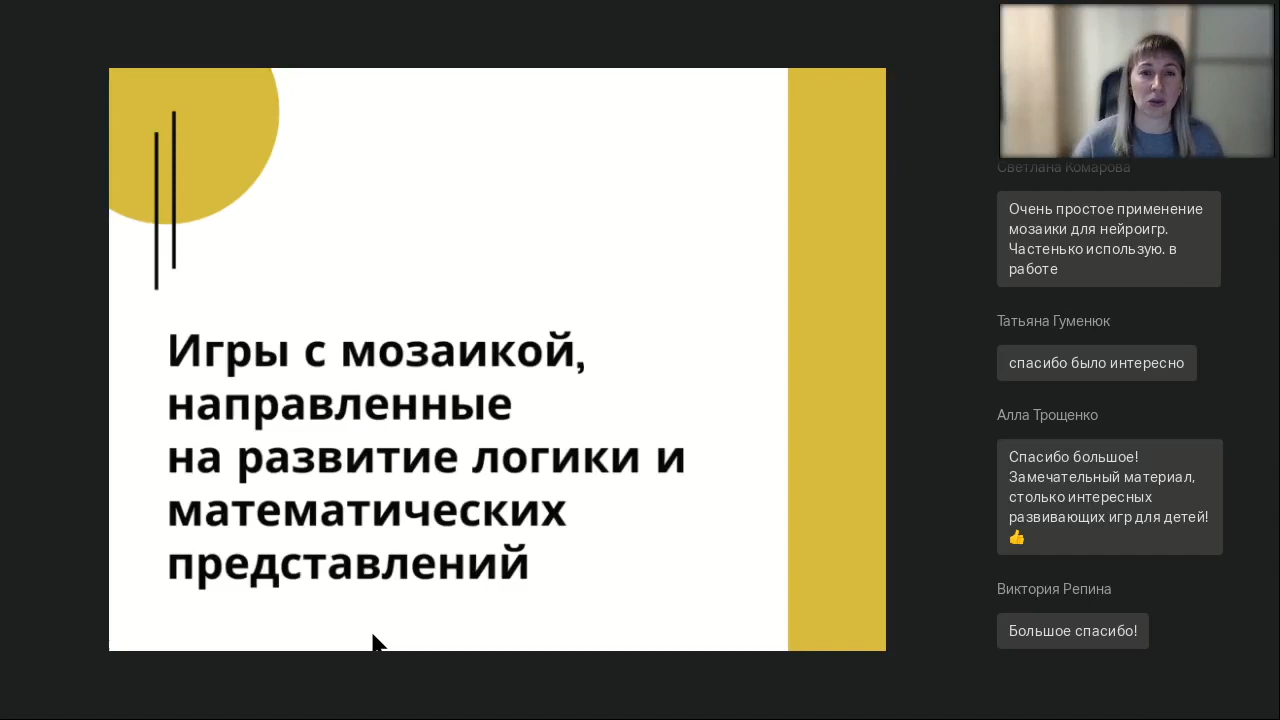 Игры с мозаикой,
направленные
на развитие логики и
математических
представлений
Светлана Комарова
Очень простое применение
мозаики для нейроигр.
Частенько использую. в
работе
Татьяна Гуменюк
спасибо было интересно
Алла Трощенко
Спасибо большое!
Замечательный материал,
столько интересных
развивающих игр для детей!
👍
Виктория Репина
Большое спасибо!